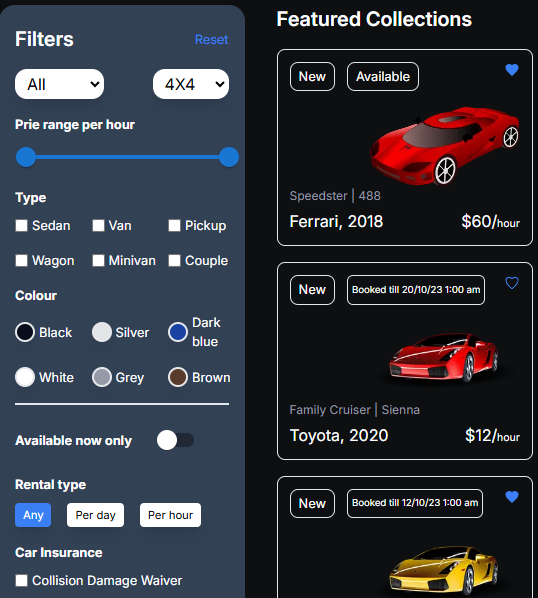 Filters
Reset
All
4X4
Prie range per hour
Type
Sedan
Van
Pickup
Wagon
Minivan
Couple
Colour
Black
Silver
Dark
blue
White
Grey
Brown
Available now only
Rental type
Any
Per day
Per hour
Car Insurance
Collision Damage Waiver
Featured Collections
New
Available
Speedster | 488
Ferrari, 2018
$60/hour
New
Booked till 20/10/23 1:00 am
Family Cruiser | Sienna
Toyota, 2020
$12/hour
New
Booked till 12/10/23 1:00 am